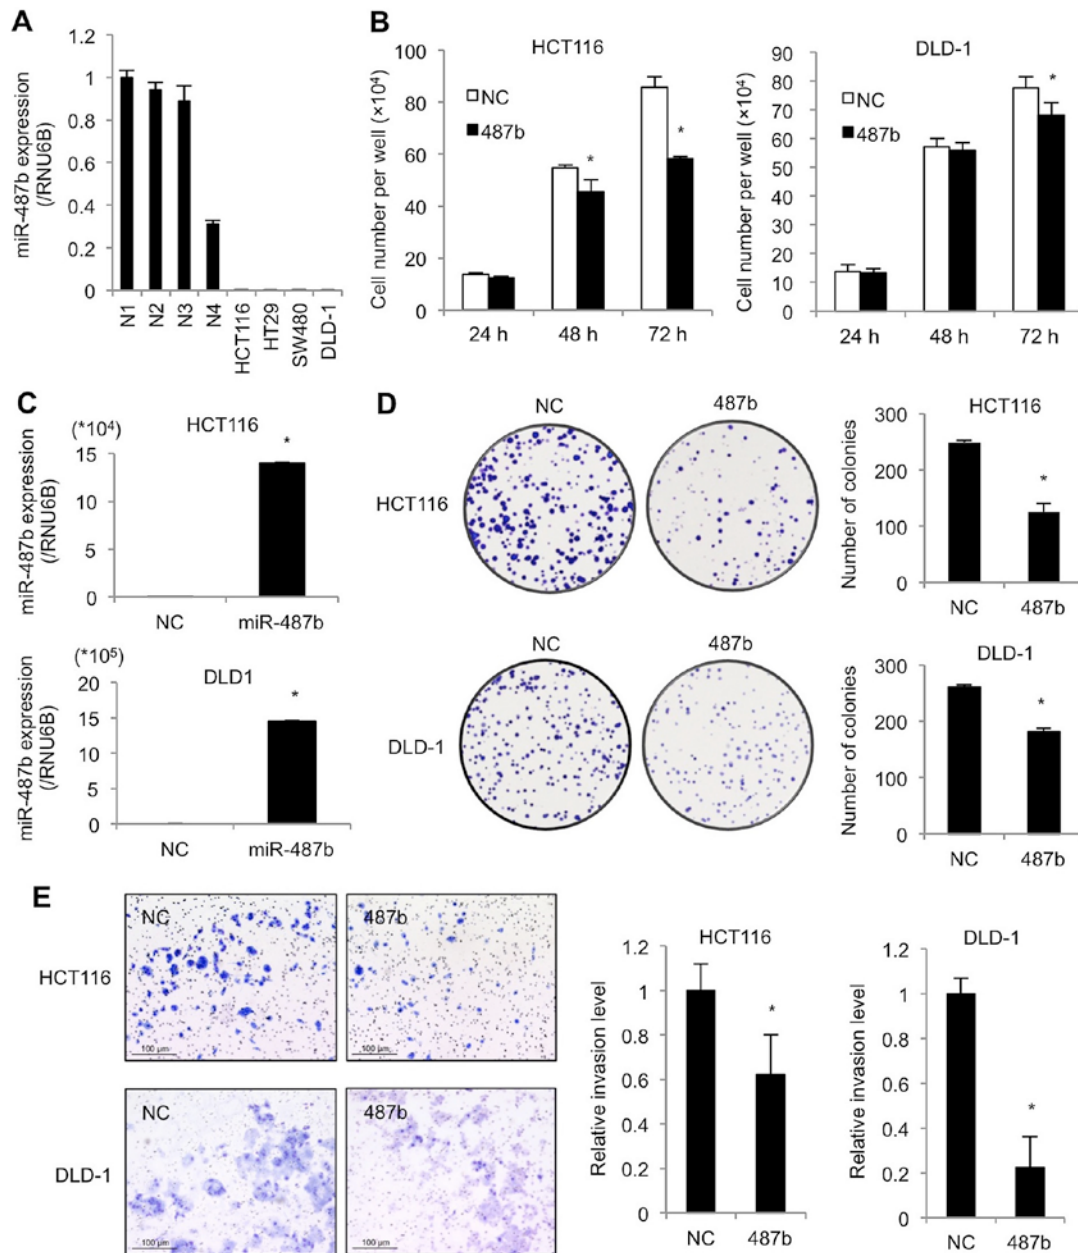 A
miR-487b expression
(/RNU6B)
1.2
1
0.8
0.6
0.4
0.2
0
N1
N2
N3
N4
HCT116
HT29
SW480
DLD-1
B
HCT116
Cell number per well (×10⁴)
100
80
60
40
20
0
NC
487b
*
*
24 h
48 h
72 h
DLD-1
Cell number per well (×10⁴)
90
80
70
60
50
40
30
20
10
0
NC
487b
*
24 h
48 h
72 h
C
(*10⁴)
HCT116
miR-487b expression
(/RNU6B)
15
10
5
0
*
NC
miR-487b
(*10⁵)
DLD1
miR-487b expression
(/RNU6B)
20
15
10
5
0
*
NC
miR-487b
D
NC
487b
HCT116
HCT116
Number of colonies
300
200
100
0
*
NC
487b
NC
487b
DLD-1
DLD-1
Number of colonies
300
200
100
0
*
NC
487b
E
NC
487b
HCT116
100 µm
100 µm
NC
487b
DLD-1
100 µm
100 µm
HCT116
Relative invasion level
1.2
1
0.8
0.6
0.4
0.2
0
*
NC
487b
DLD-1
Relative invasion level
1.2
1
0.8
0.6
0.4
0.2
0
*
NC
487b